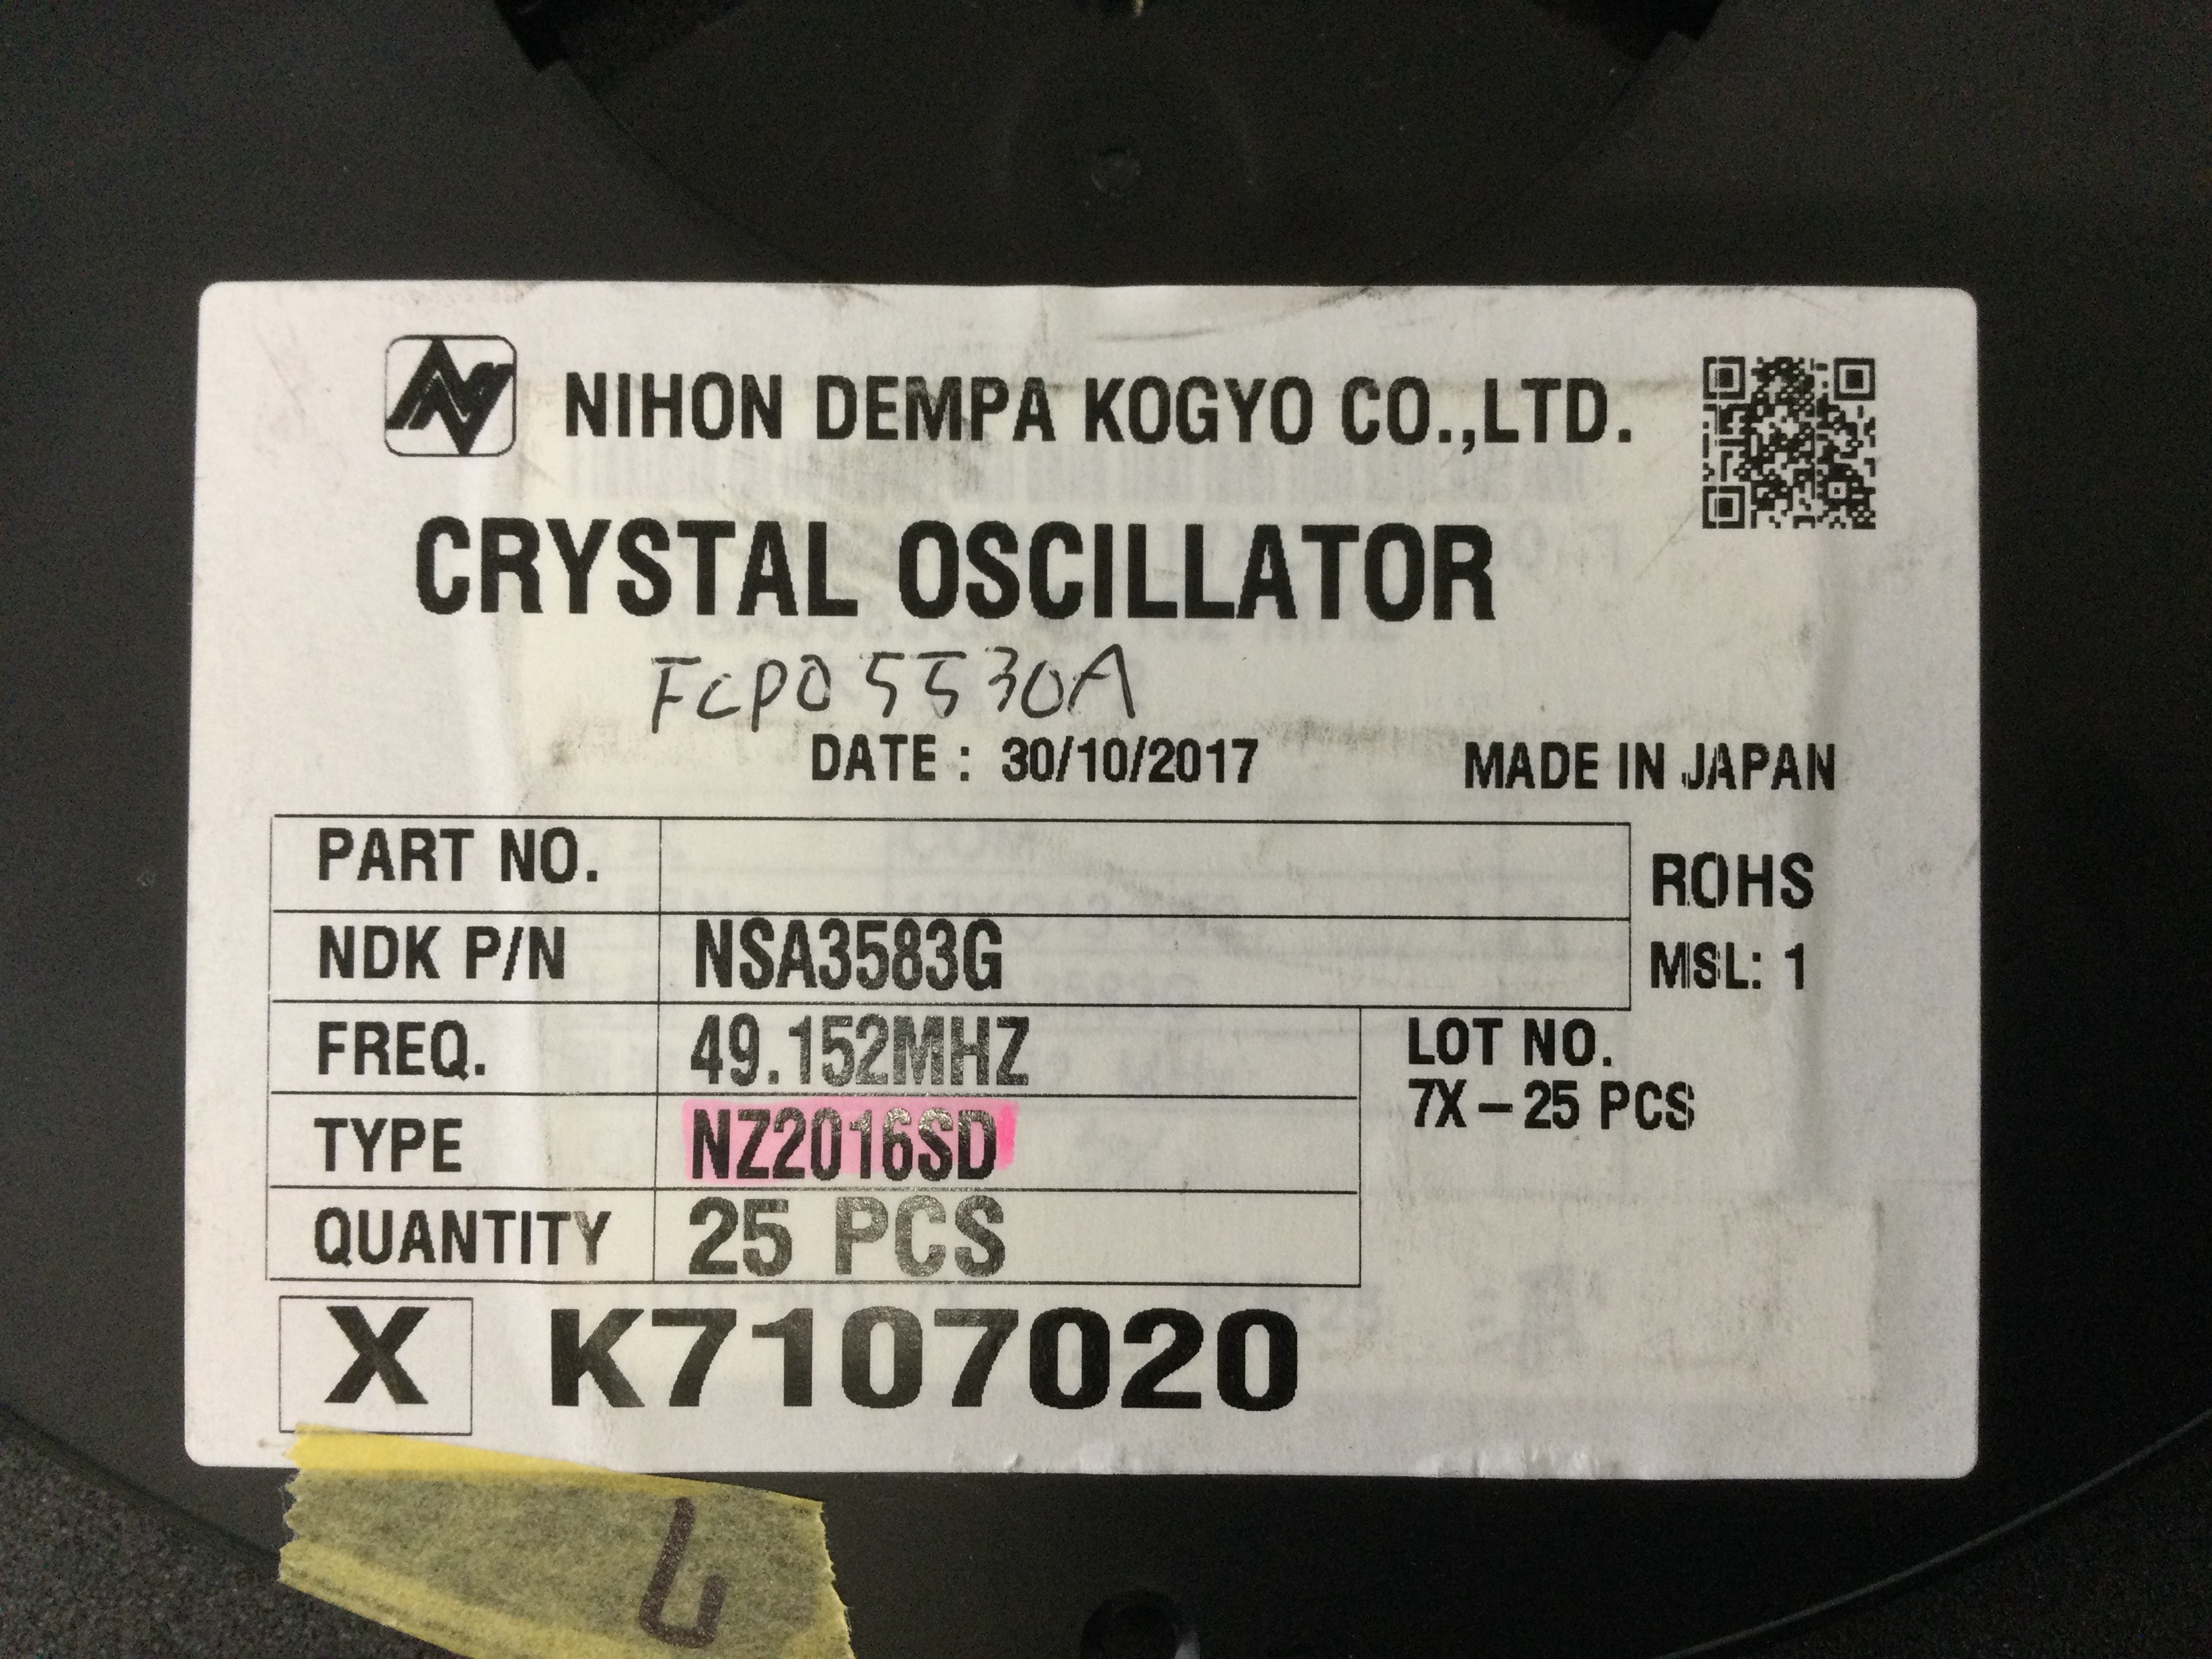 NIHON DEMPA KOGYO CO.,LTD.
CRYSTAL OSCILLATOR
FCP05530A
DATE : 30/10/2017
MADE IN JAPAN
PART NO.
ROHS
NDK P/N NSA3583G
MSL: 1
FREQ. 49.152MHZ
LOT NO.
7X-25 PCS
TYPE NZ2016SD
QUANTITY 25 PCS
X K7107020